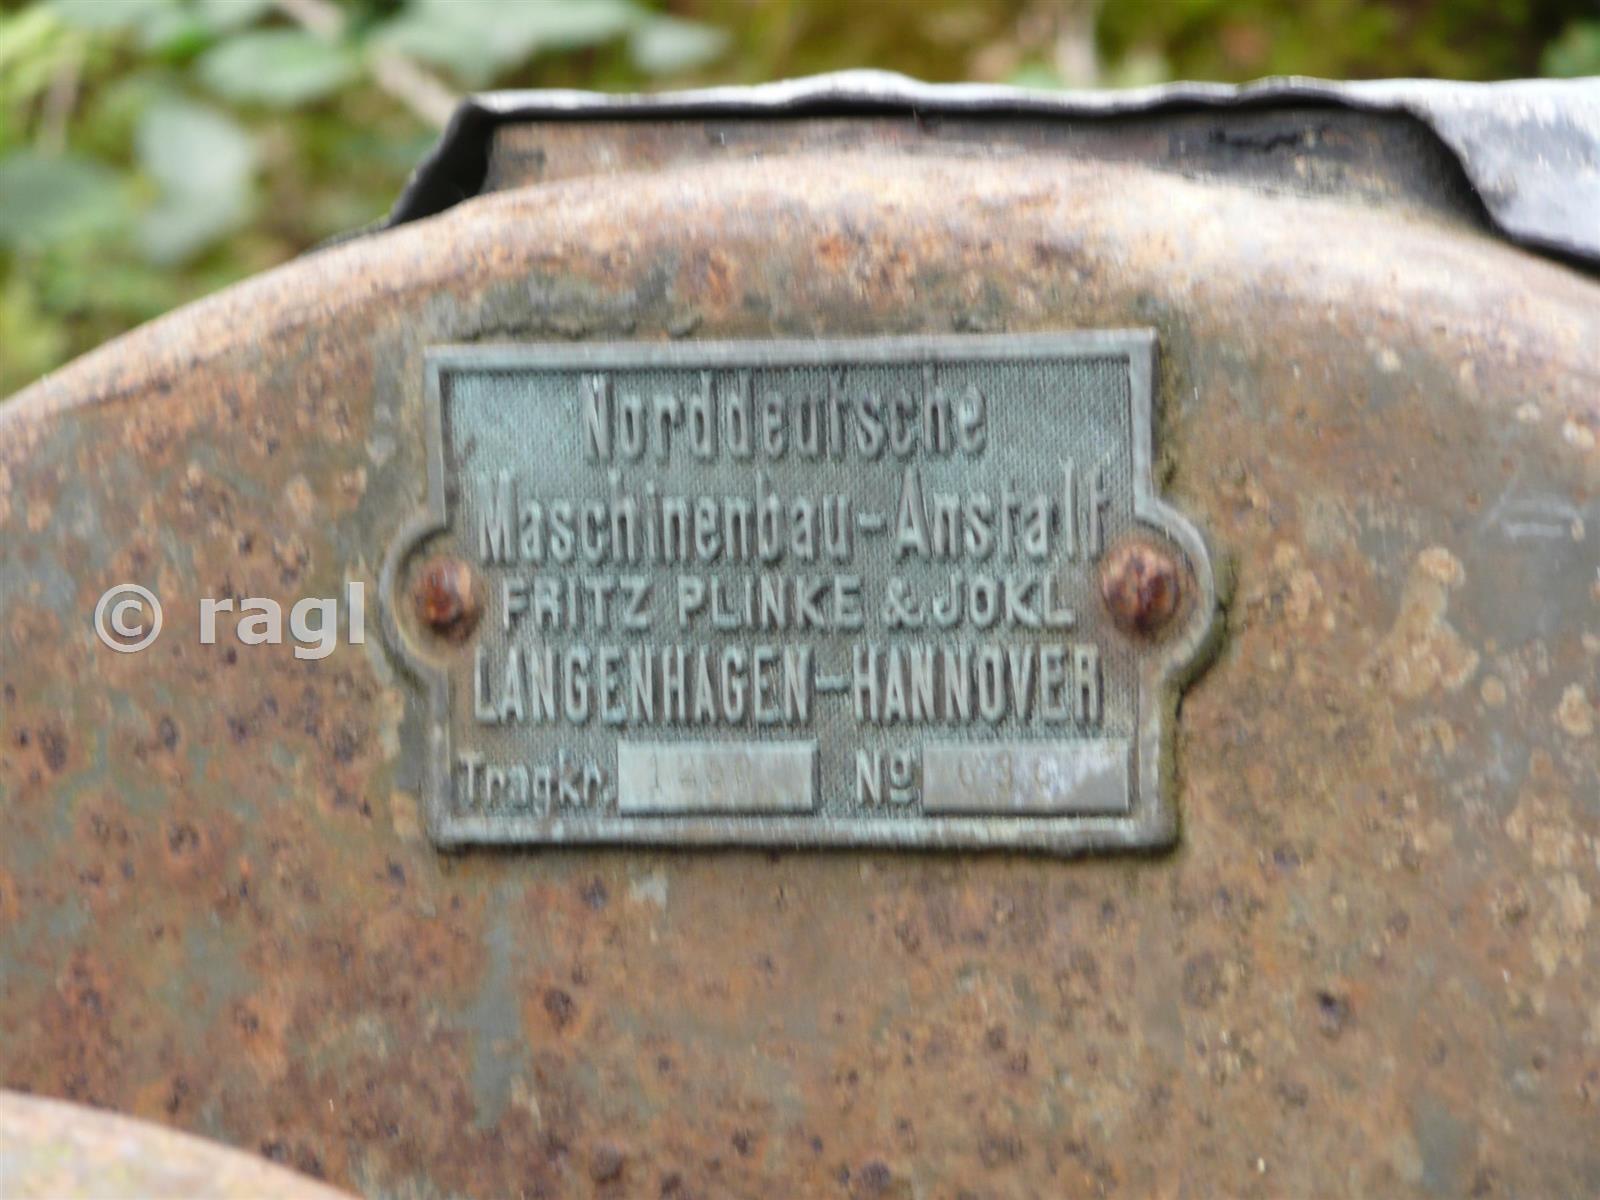 Norddeutsche
Maschinenbau-Anstalt
FRITZ PLINKE & JOKL
LANGENHAGEN-HANNOVER
Tragkr. No
© ragl